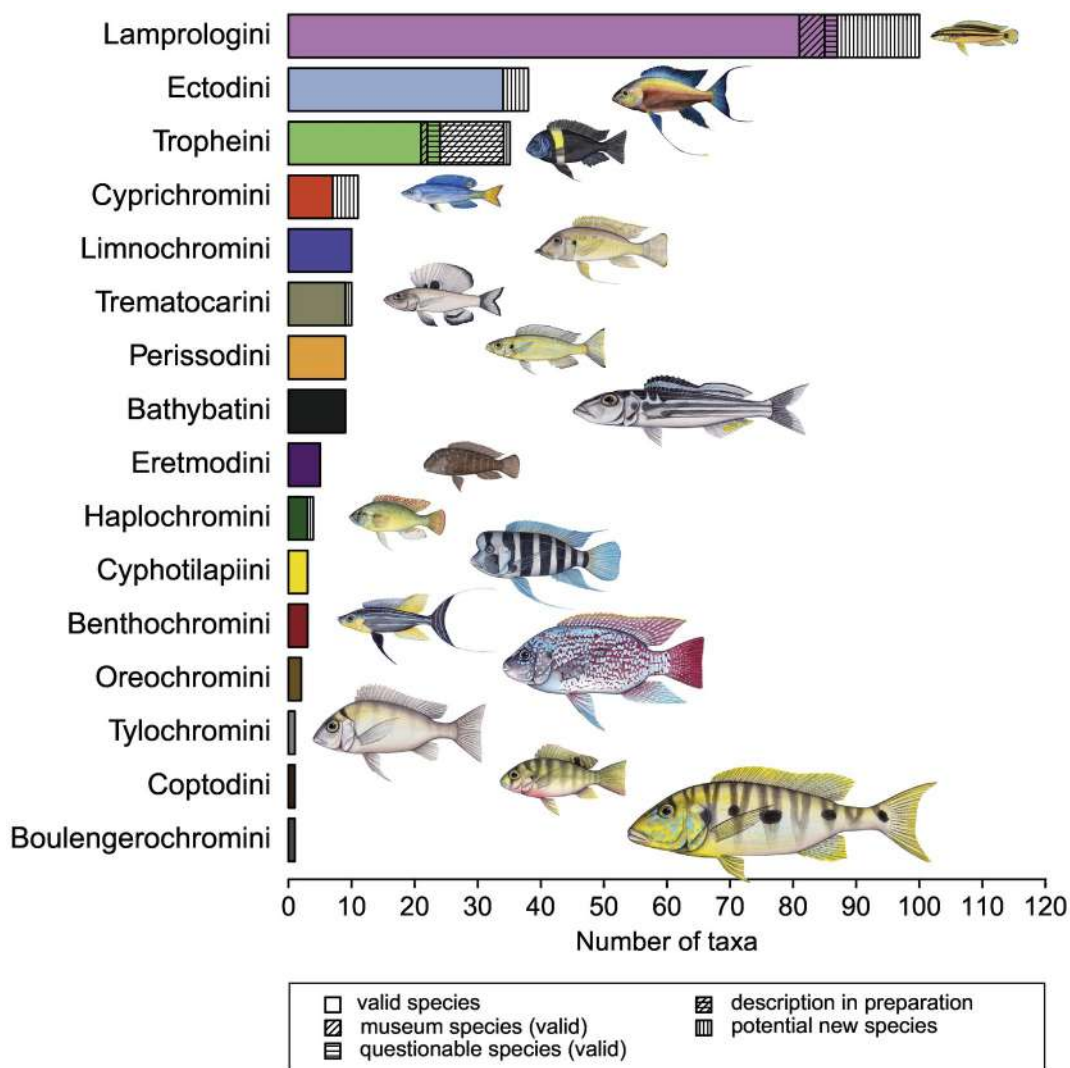 Lamprologini
Ectodini
Tropheini
Cyprichromini
Limnochromini
Trematocarini
Perissodini
Bathybatini
Eretmodini
Haplochromini
Cyphotilapiini
Benthochromini
Oreochromini
Tylochromini
Coptodini
Boulengerochromini
0 10 20 30 40 50 60 70 80 90 100 110 120
Number of taxa
valid species
museum species (valid)
questionable species (valid)
description in preparation
potential new species